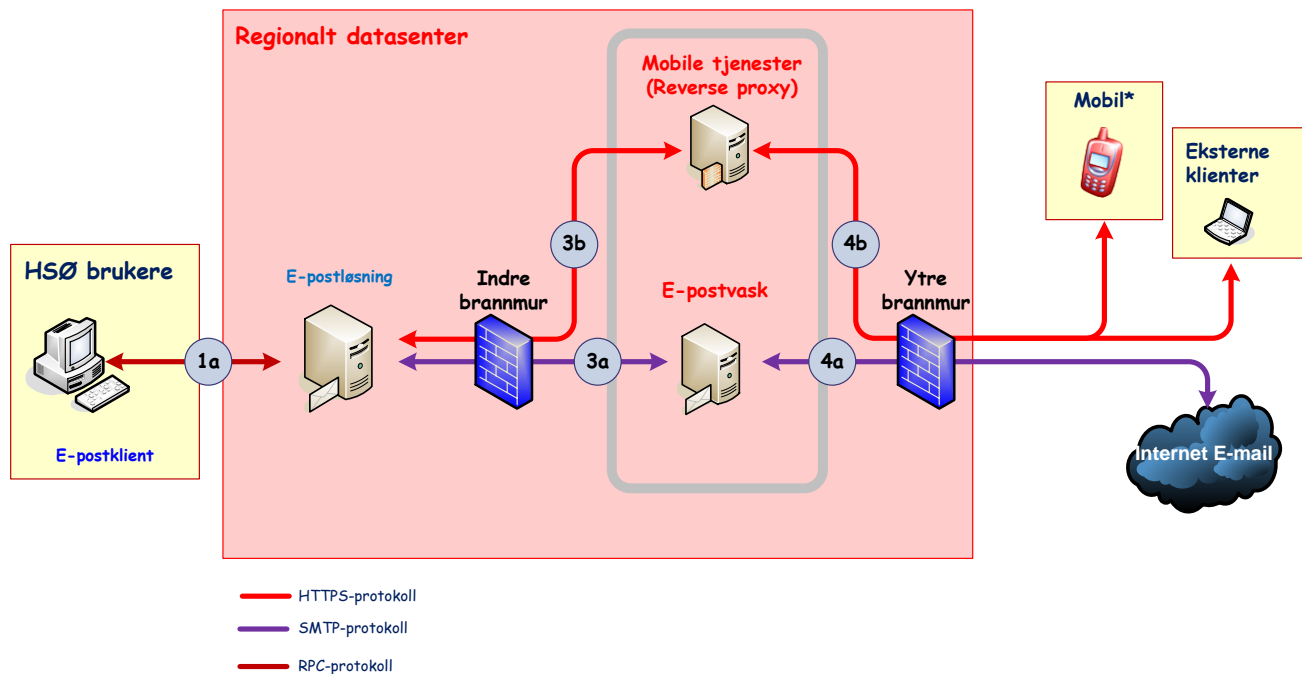 Regionalt datasenter
Mobile tjenester
(Reverse proxy)
Mobil*
Eksterne
klienter
3b
4b
HSØ brukere
E-postløsning
Indre
brannmur
E-postvask
Ytre
brannmur
1a
3a
4a
E-postklient
Internet E-mail
HTTPS-protokoll
SMTP-protokoll
RPC-protokoll